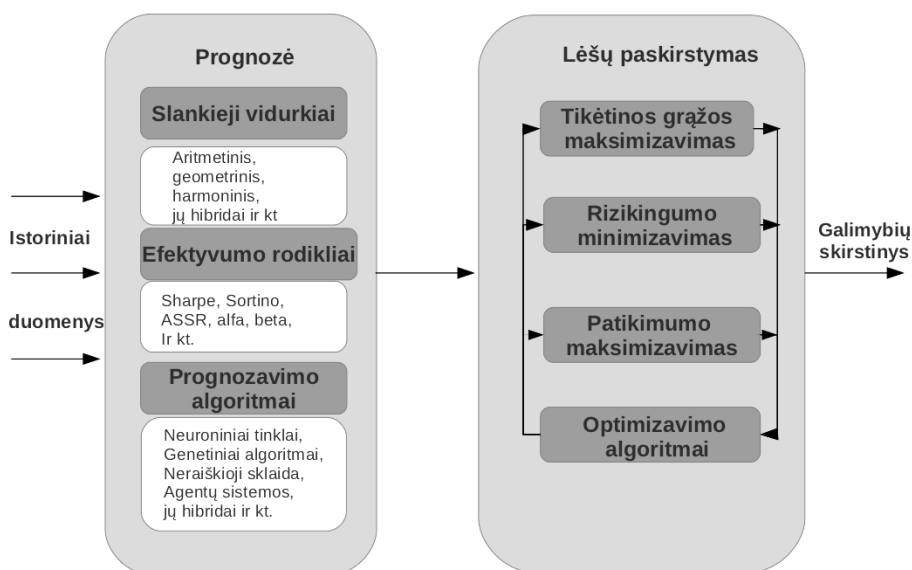 Istoriniai
duomenys
Prognozė
Slankieji vidurkiai
Aritmetinis,
geometrinis,
harmoninis,
jų hibridai ir kt
Efektyvumo rodikliai
Sharpe, Sortino,
ASSR, alfa, beta,
Ir kt.
Prognozavimo
algoritmai
Neuroniniai tinklai,
Genetiniai algoritmai,
Neraiškioji sklaida,
Agentų sistemos,
jų hibridai ir kt.
Lėšų paskirstymas
Tikėtinos grąžos
maksimizavimas
Rizikingumo
minimizavimas
Patikimumo
maksimizavimas
Optimizavimo
algoritmai
Galimybių
skirstinys